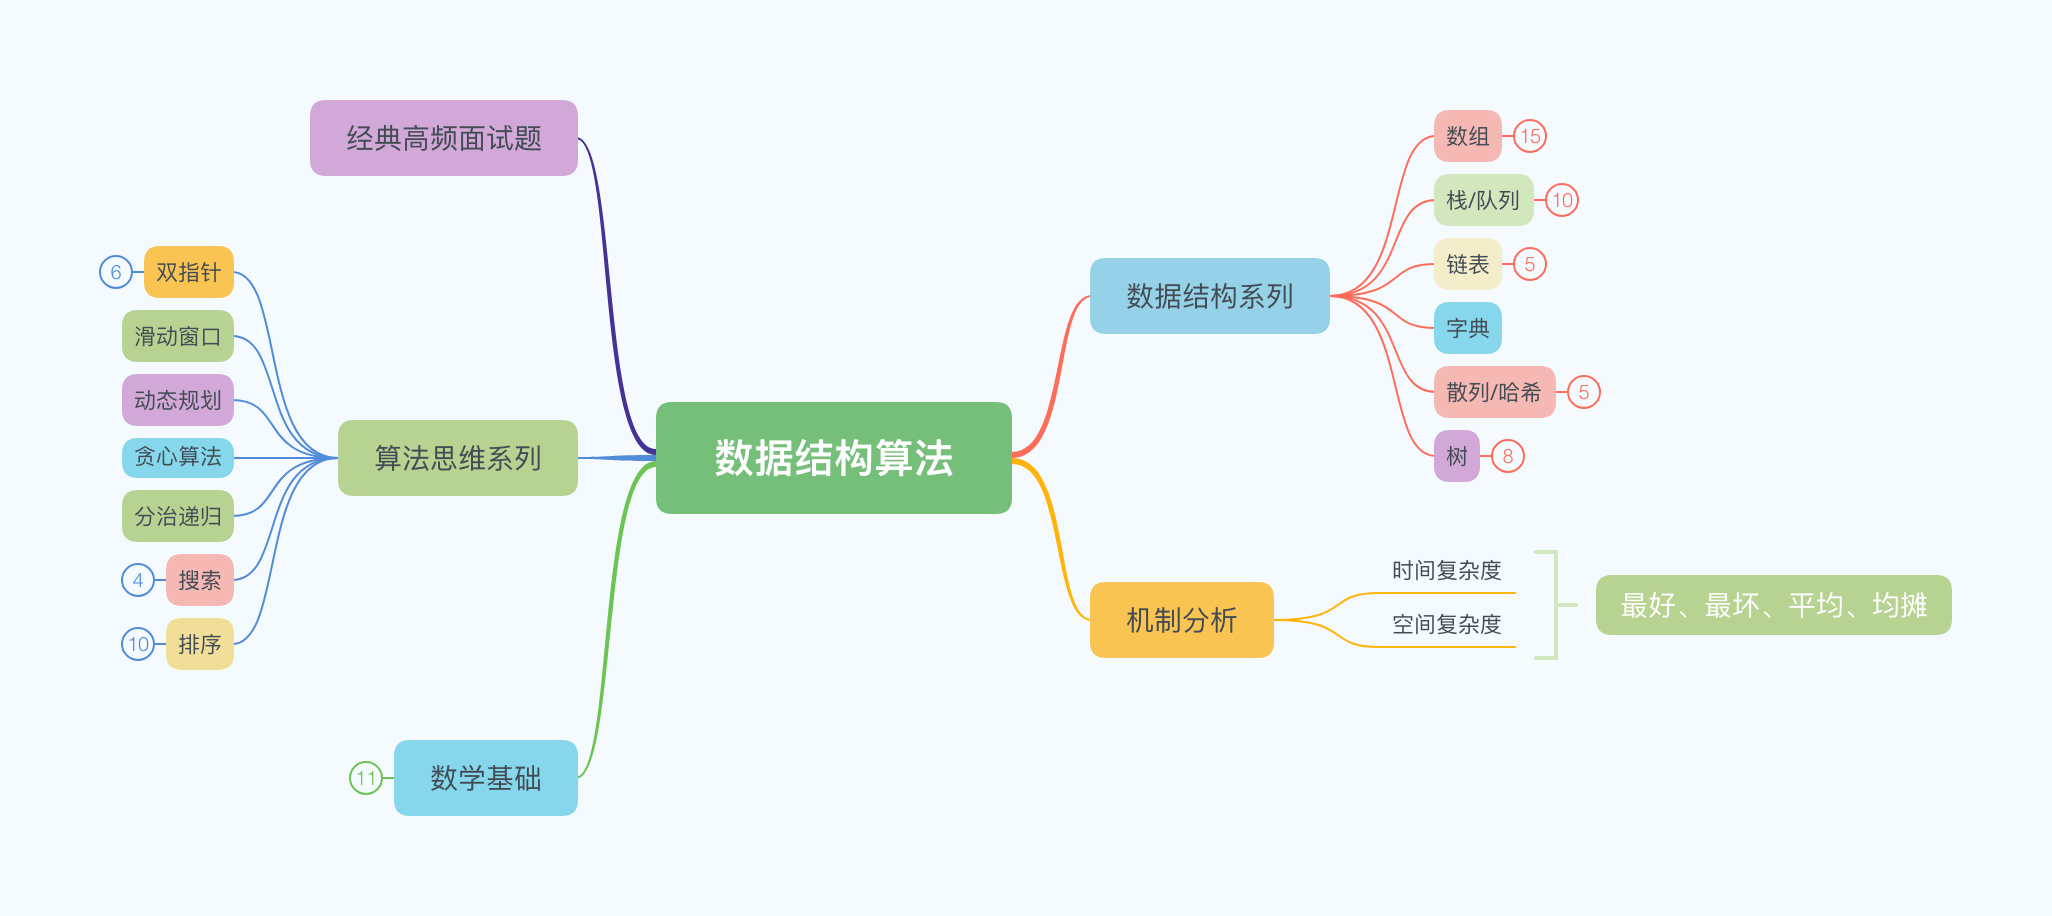 数据结构算法
经典高频面试题
算法思维系列
双指针
6
滑动窗口
动态规划
贪心算法
分治递归
搜索
4
排序
10
数学基础
11
数据结构系列
数组
15
栈/队列
10
链表
5
字典
散列/哈希
5
树
8
机制分析
时间复杂度
空间复杂度
最好、最坏、平均、均摊